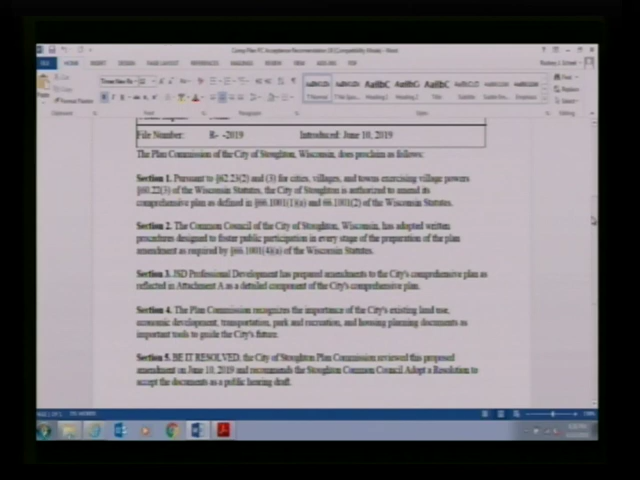 FILE HOME INSERT DESIGN PAGE LAYOUT REFERENCES MAILINGS REVIEW VIEW
File Number: R- -2019 Introduced: June 10, 2019
The Plan Commission of the City of Stoughton, Wisconsin, does proclaim as follows:
Section 1. Pursuant to §62.23(2) and (3) for cities, villages, and towns exercising village powers
§60.22(3) of the Wisconsin Statutes, the City of Stoughton is authorized to amend its
comprehensive plan as defined in §66.1001(1)(a) and 66.1001(2) of the Wisconsin Statutes.
Section 2. The Common Council of the City of Stoughton, Wisconsin, has adopted written
procedures designed to foster public participation in every stage of the preparation of the plan
amendment as required by §66.1001(4)(a) of the Wisconsin Statutes.
Section 3. JSD Professional Development has prepared amendments to the City's comprehensive plan as
reflected in Attachment A as a detailed component of the City's comprehensive plan.
Section 4. The Plan Commission recognizes the importance of the City's existing land use,
economic development, transportation, park and recreation, and housing planning documents as
important tools to guide the City's future.
Section 5. BE IT RESOLVED, the City of Stoughton Plan Commission reviewed this proposed
amendment on June 10, 2019 and recommends the Stoughton Common Council Adopt a Resolution to
accept the documents as a public hearing draft.